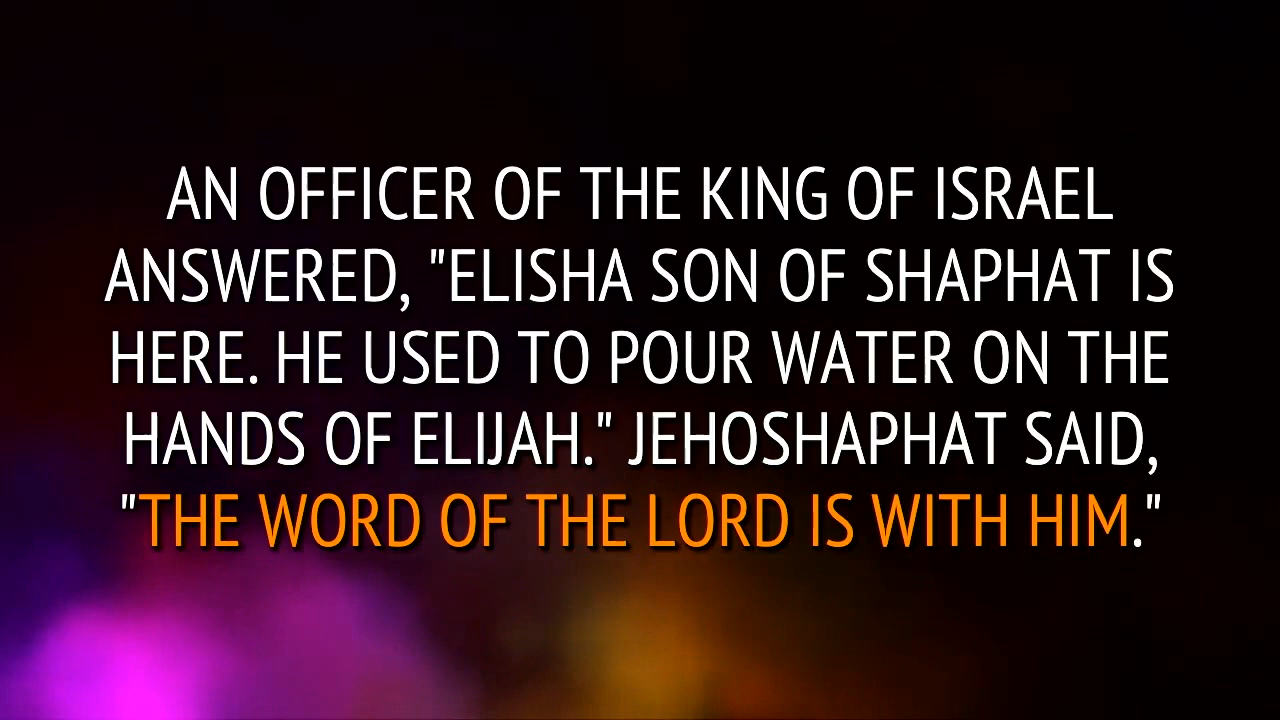 AN OFFICER OF THE KING OF ISRAEL
ANSWERED, "ELISHA SON OF SHAPHAT IS
HERE. HE USED TO POUR WATER ON THE
HANDS OF ELIJAH." JEHOSHAPHAT SAID,
"THE WORD OF THE LORD IS WITH HIM."